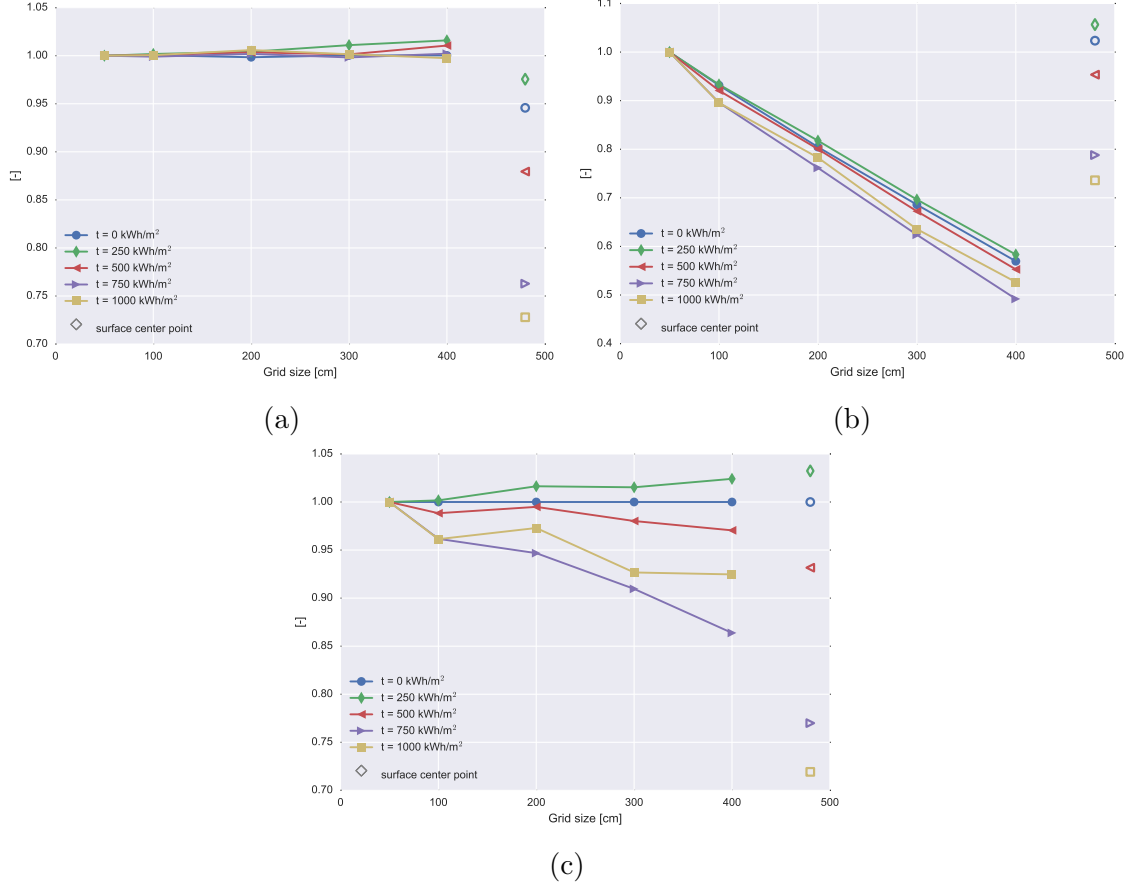 1.05
1.00
0.95
0.90
0.85
0.80
0.75
0.70
[-]
t = 0 kWh/m²
t = 250 kWh/m²
t = 500 kWh/m²
t = 750 kWh/m²
t = 1000 kWh/m²
surface center point
0 100 200 300 400 500
Grid size [cm]
(a)
1.1
1.0
0.9
0.8
0.7
0.6
0.5
0.4
[-]
t = 0 kWh/m²
t = 250 kWh/m²
t = 500 kWh/m²
t = 750 kWh/m²
t = 1000 kWh/m²
surface center point
0 100 200 300 400 500
Grid size [cm]
(b)
1.05
1.00
0.95
0.90
0.85
0.80
0.75
0.70
[-]
t = 0 kWh/m²
t = 250 kWh/m²
t = 500 kWh/m²
t = 750 kWh/m²
t = 1000 kWh/m²
surface center point
0 100 200 300 400 500
Grid size [cm]
(c)